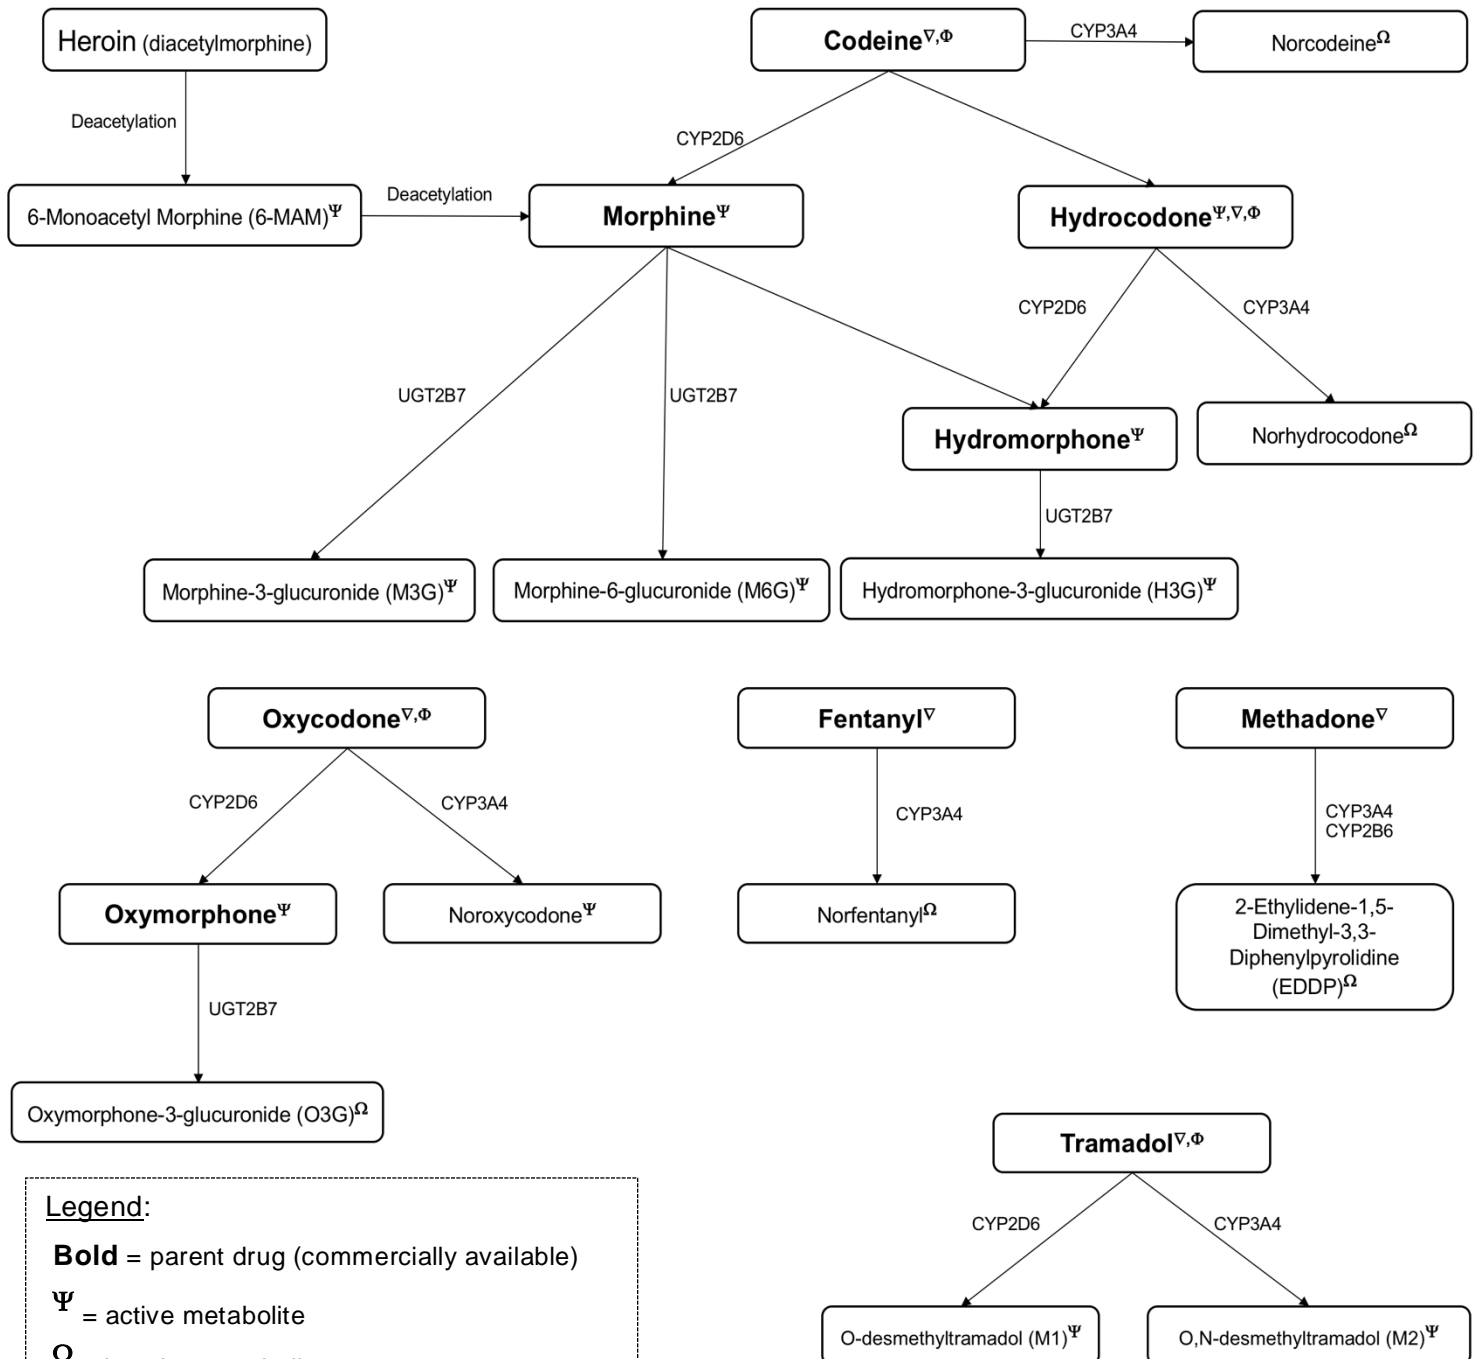 Heroin (diacetylmorphine)
Codeine∇,Φ
CYP3A4
NorcodeineΩ
Deacetylation
CYP2D6
6-Monoacetyl Morphine (6-MAM)Ψ
Deacetylation
MorphineΨ
HydrocodoneΨ,∇,Φ
CYP2D6
CYP3A4
UGT2B7
UGT2B7
HydromorphoneΨ
NorhydrocodoneΩ
UGT2B7
Morphine-3-glucuronide (M3G)Ψ
Morphine-6-glucuronide (M6G)Ψ
Hydromorphone-3-glucuronide (H3G)Ψ
Oxycodone∇,Φ
Fentanyl∇
Methadone∇
CYP2D6
CYP3A4
CYP3A4
CYP3A4
CYP2B6
OxymorphoneΨ
NoroxycodoneΨ
NorfentanylΩ
2-Ethylidene-1,5-
Dimethyl-3,3-
Diphenylpyrolidine
(EDDP)Ω
UGT2B7
Oxymorphone-3-glucuronide (O3G)Ω
Tramadol∇,Φ
CYP2D6
CYP3A4
O-desmethyltramadol (M1)Ψ
O,N-desmethyltramadol (M2)Ψ
Legend:
Bold = parent drug (commercially available)
Ψ = active metabolite
Ω